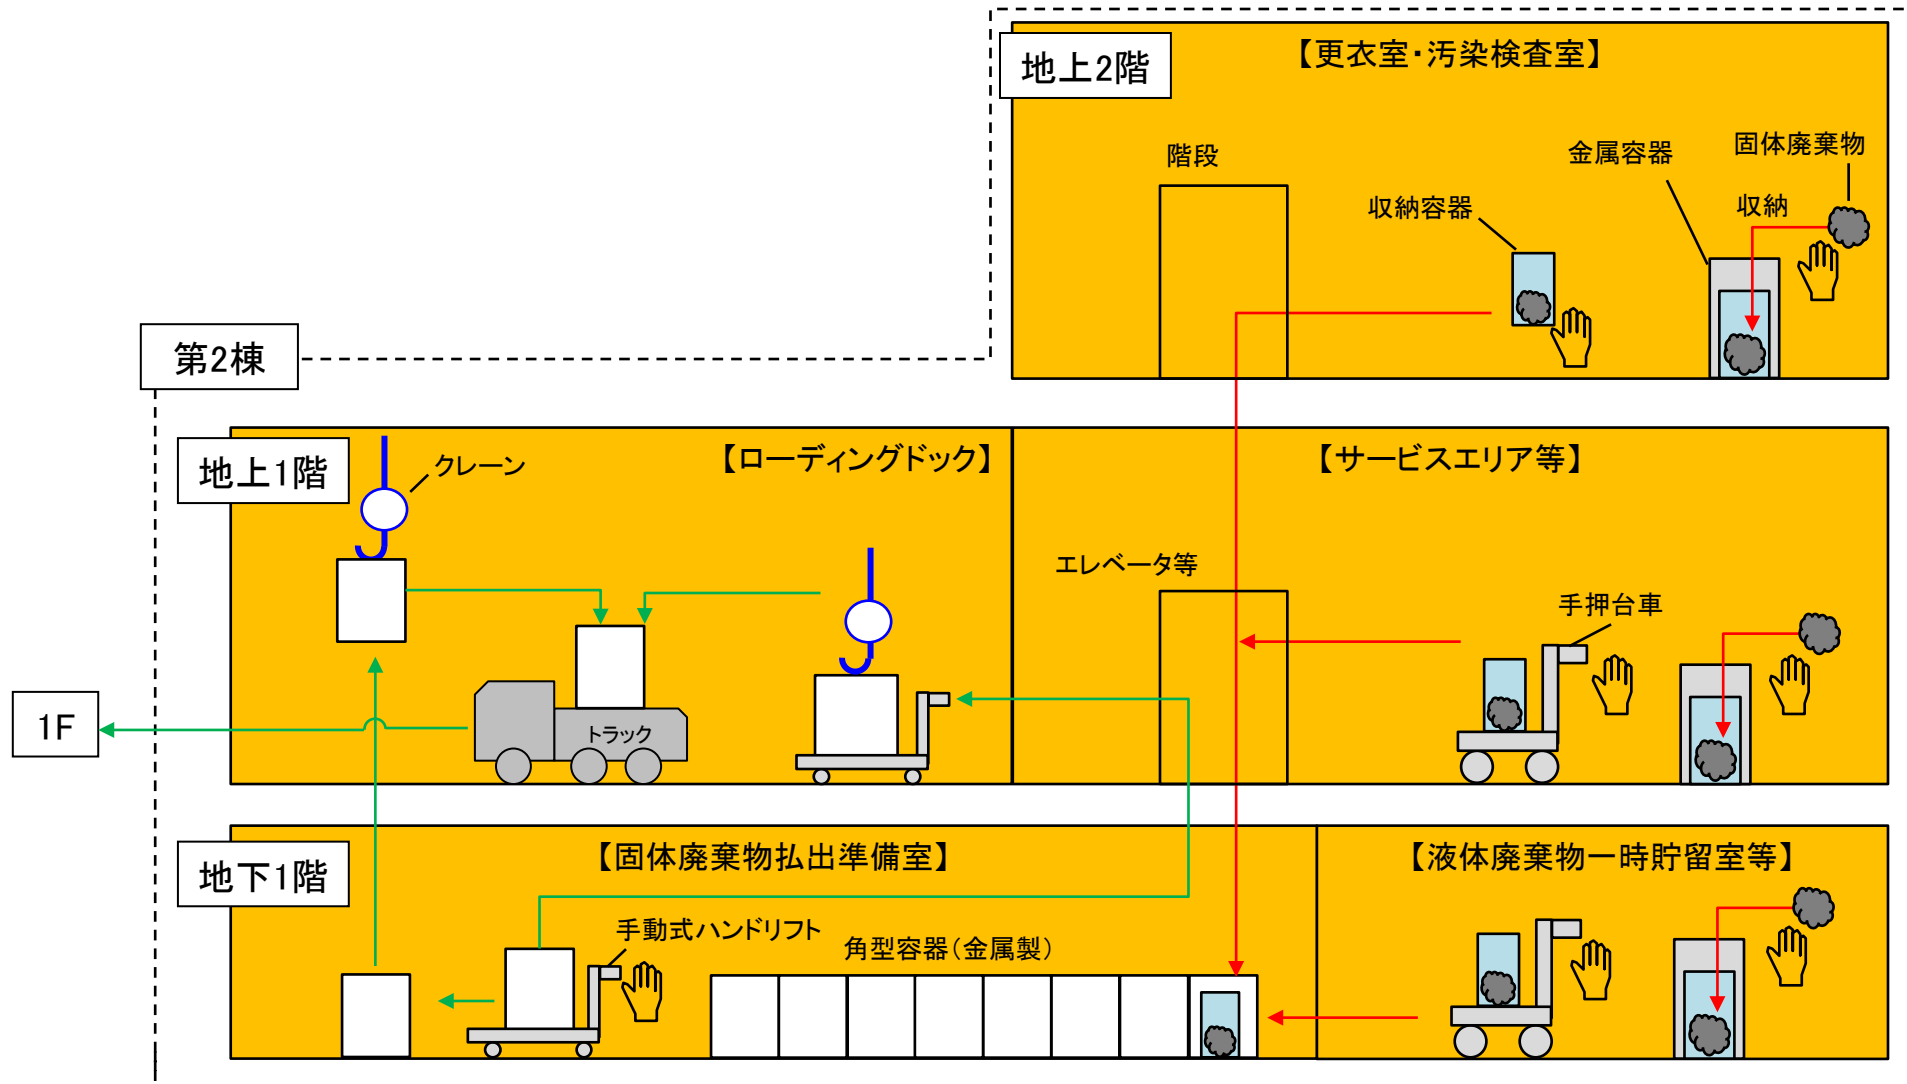 【更衣室・汚染検査室】
地上2階
固体廃棄物
階段
金属容器
収納容器
収納
第2棟
【ローディングドック】
【サービスエリア等】
地上1階
クレーン
エレベータ等
手押台車
1F
トラック
【固体廃棄物払出準備室】
【液体廃棄物一時貯留室等】
地下1階
手動式ハンドリフト
角型容器(金属製)